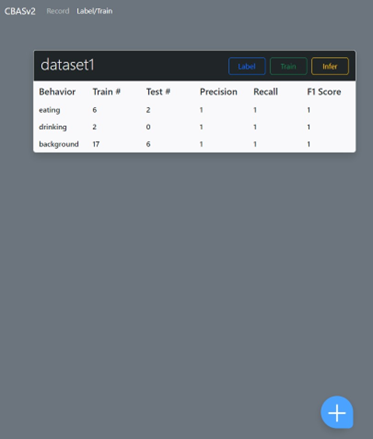 CBASv2 Record Label/Train
dataset1 Label Train Infer
Behavior Train # Test # Precision Recall F1 Score
eating 6 2 1 1 1
drinking 2 0 1 1 1
background 17 6 1 1 1